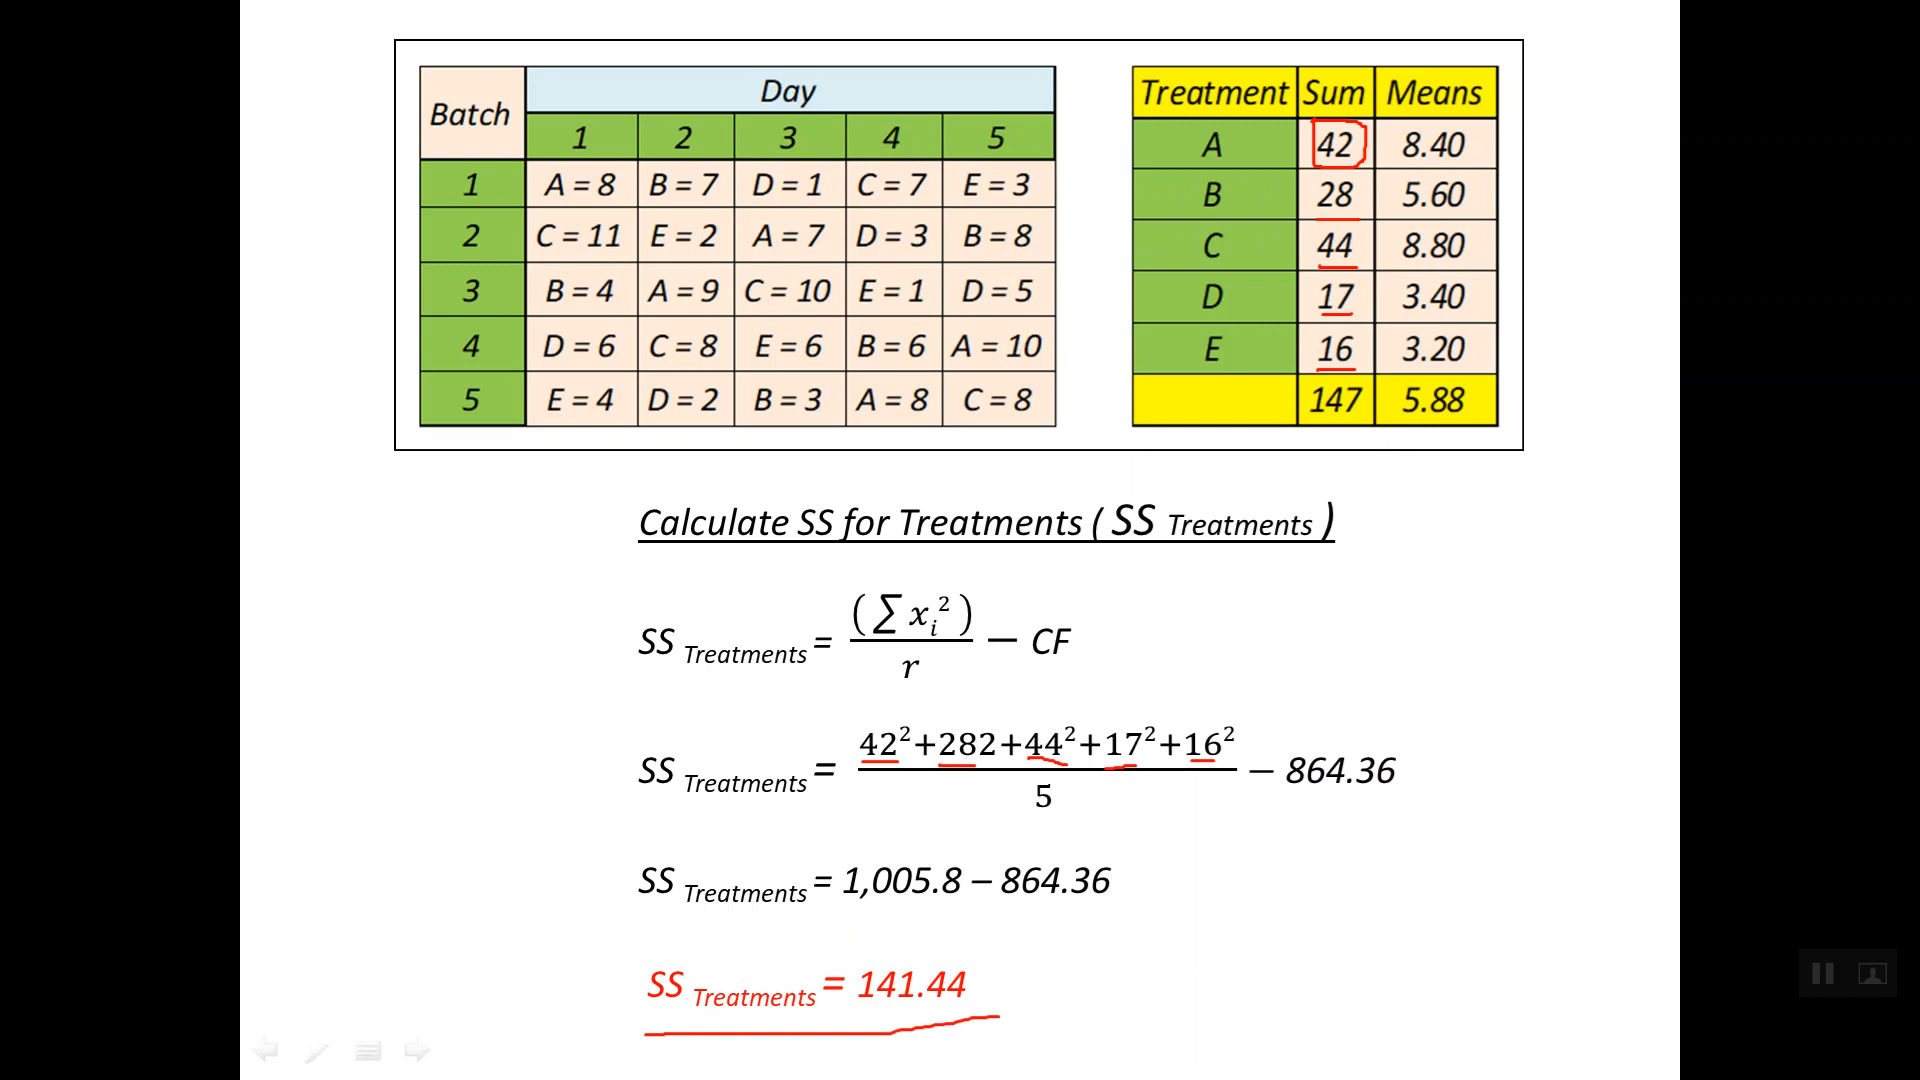 Batch Day
1 2 3 4 5
1 A = 8 B = 7 D = 1 C = 7 E = 3
2 C = 11 E = 2 A = 7 D = 3 B = 8
3 B = 4 A = 9 C = 10 E = 1 D = 5
4 D = 6 C = 8 E = 6 B = 6 A = 10
5 E = 4 D = 2 B = 3 A = 8 C = 8
Treatment Sum Means
A 42 8.40
B 28 5.60
C 44 8.80
D 17 3.40
E 16 3.20
147 5.88
Calculate SS for Treatments ( SS Treatments )
SS Treatments = (∑ xᵢ²) / r − CF
SS Treatments = 42²+282+44²+17²+16² / 5 − 864.36
SS Treatments = 1,005.8 – 864.36
SS Treatments = 141.44